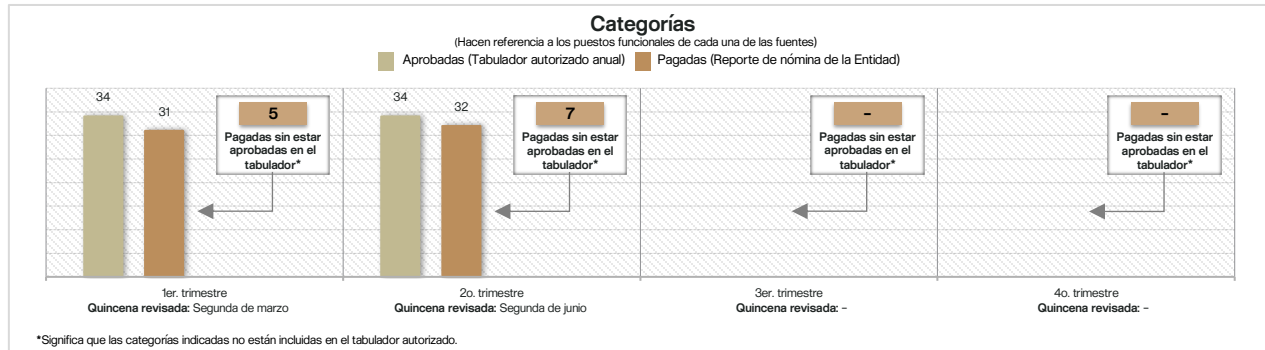 Categorías
(Hacen referencia a los puestos funcionales de cada una de las fuentes)
Aprobadas (Tabulador autorizado anual) Pagadas (Reporte de nómina de la Entidad)
34
31
5
Pagadas sin estar
aprobadas en el
tabulador*
34
32
7
Pagadas sin estar
aprobadas en el
tabulador*
-
Pagadas sin estar
aprobadas en el
tabulador*
-
Pagadas sin estar
aprobadas en el
tabulador*
1er. trimestre
Quincena revisada: Segunda de marzo
2o. trimestre
Quincena revisada: Segunda de junio
3er. trimestre
Quincena revisada: -
4o. trimestre
Quincena revisada: -
*Significa que las categorías indicadas no están incluidas en el tabulador autorizado.